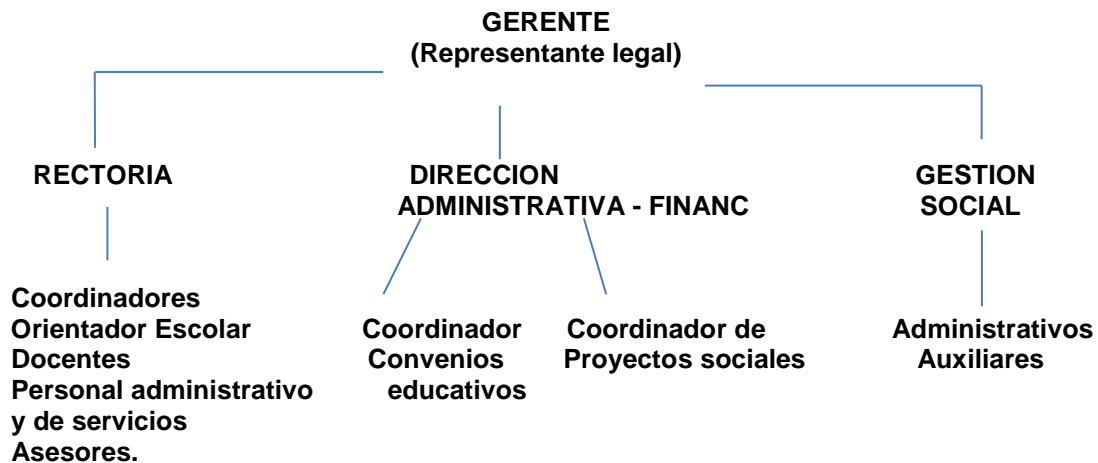 GERENTE
(Representante legal)
RECTORIA
DIRECCION
ADMINISTRATIVA - FINANC
GESTION
SOCIAL
Coordinadores
Orientador Escolar
Docentes
Personal administrativo
y de servicios
Asesores.
Coordinador
Convenios
educativos
Coordinador de
Proyectos sociales
Administrativos
Auxiliares